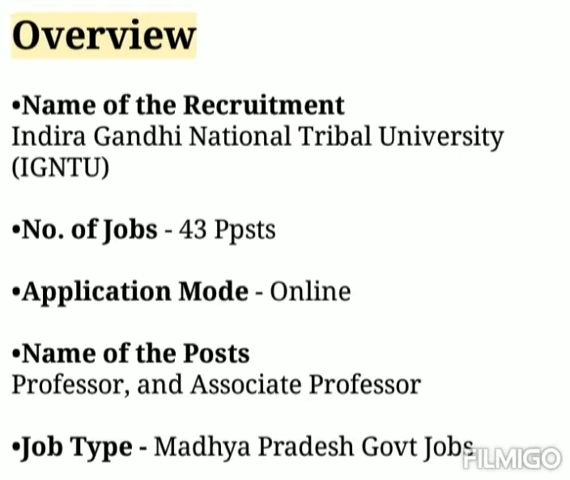 Overview
•Name of the Recruitment
Indira Gandhi National Tribal University
(IGNTU)
•No. of Jobs - 43 Ppsts
•Application Mode - Online
•Name of the Posts
Professor, and Associate Professor
•Job Type - Madhya Pradesh Govt Jobs
FILMIGO